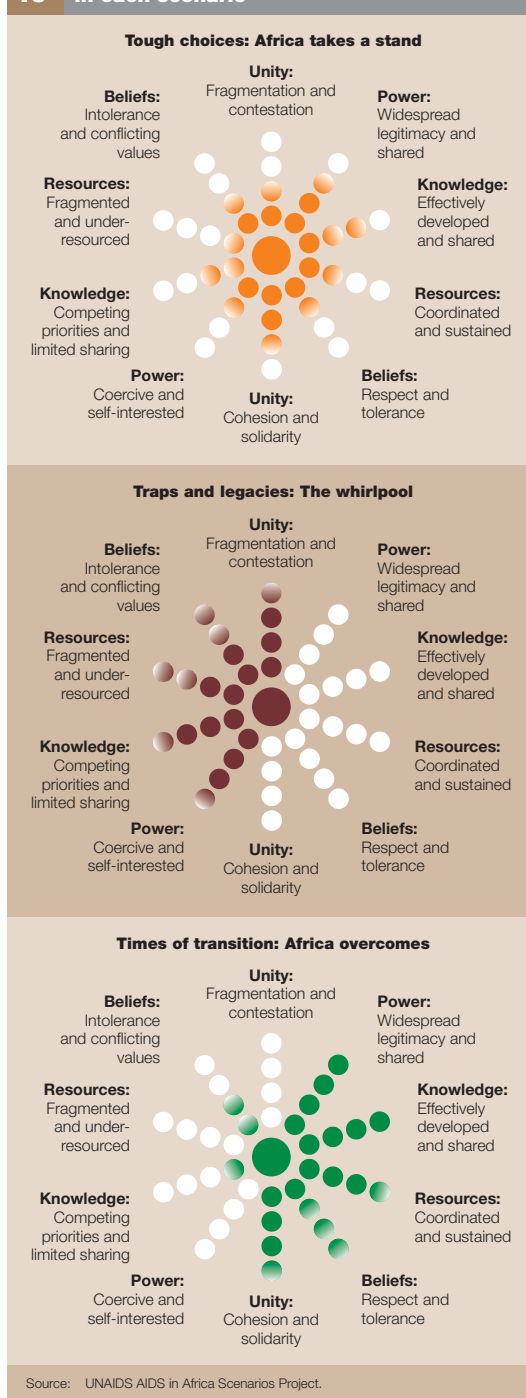 in each scenario
Tough choices: Africa takes a stand
Unity:
Fragmentation and
contestation
Beliefs:
Intolerance
and conflicting
values
Power:
Widespread
legitimacy and
shared
Resources:
Fragmented
and under-
resourced
Knowledge:
Effectively
developed
and shared
Knowledge:
Competing
priorities and
limited sharing
Resources:
Coordinated
and sustained
Power:
Coercive and
self-interested
Unity:
Cohesion and
solidarity
Beliefs:
Respect and
tolerance
Traps and legacies: The whirlpool
Unity:
Fragmentation and
contestation
Beliefs:
Intolerance
and conflicting
values
Power:
Widespread
legitimacy and
shared
Resources:
Fragmented
and under-
resourced
Knowledge:
Effectively
developed
and shared
Knowledge:
Competing
priorities and
limited sharing
Resources:
Coordinated
and sustained
Power:
Coercive and
self-interested
Unity:
Cohesion and
solidarity
Beliefs:
Respect and
tolerance
Times of transition: Africa overcomes
Unity:
Fragmentation and
contestation
Beliefs:
Intolerance
and conflicting
values
Power:
Widespread
legitimacy and
shared
Resources:
Fragmented
and under-
resourced
Knowledge:
Effectively
developed
and shared
Knowledge:
Competing
priorities and
limited sharing
Resources:
Coordinated
and sustained
Power:
Coercive and
self-interested
Unity:
Cohesion and
solidarity
Beliefs:
Respect and
tolerance
Source: UNAIDS AIDS in Africa Scenarios Project.